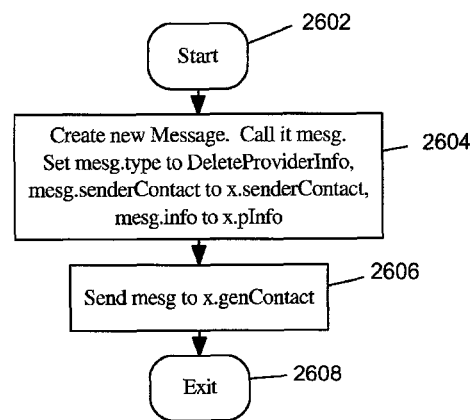 2602
Start
Create new Message. Call it mesg.
Set mesg.type to DeleteProviderInfo,
mesg.senderContact to x.senderContact,
mesg.info to x.pInfo
2604
Send mesg to x.genContact
2606
Exit
2608